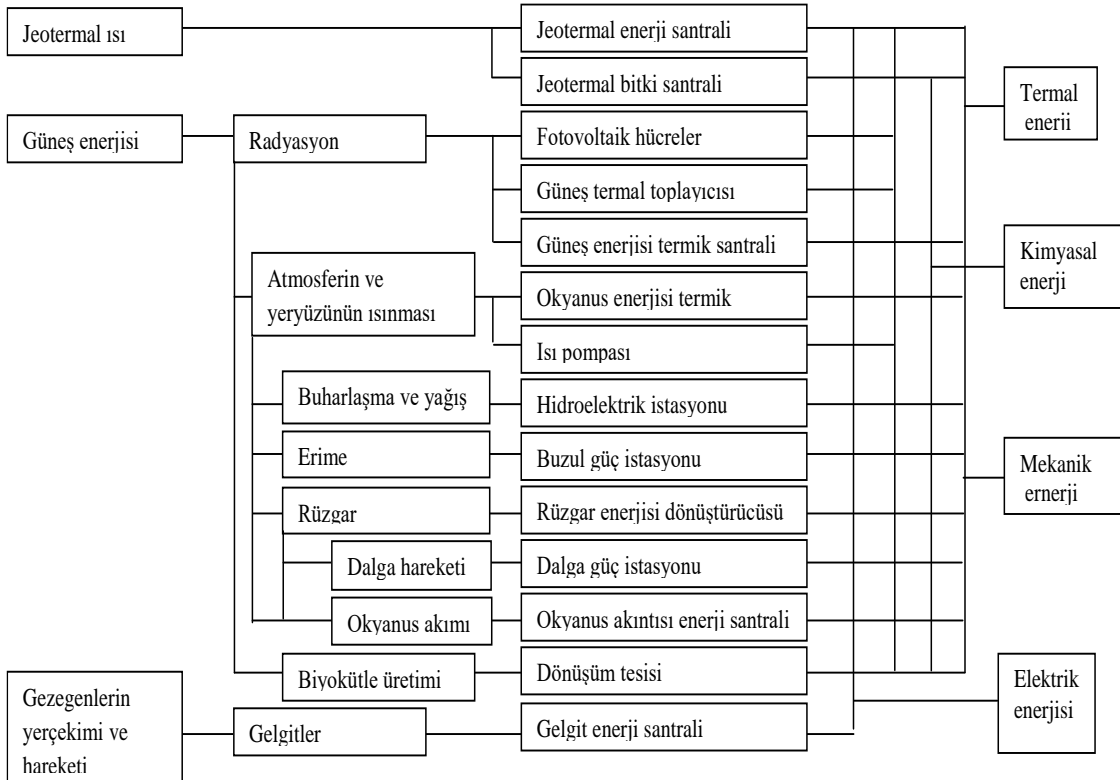 Jeotermal ısı
Güneş enerjisi
Gezegenlerin
yerçekimi ve
hareketi
Radyasyon
Atmosferin ve
yeryüzünün ısınması
Buharlaşma ve yağış
Erime
Rüzgar
Dalga hareketi
Okyanus akımı
Biyokütle üretimi
Gelgitler
Jeotermal enerji santrali
Jeotermal bitki santrali
Fotovoltaik hücreler
Güneş termal toplayıcısı
Güneş enerjisi termik santrali
Okyanus enerjisi termik
Isı pompası
Hidroelektrik istasyonu
Buzul güç istasyonu
Rüzgar enerjisi dönüştürücüsü
Dalga güç istasyonu
Okyanus akıntısı enerji santrali
Dönüşüm tesisi
Gelgit enerji santrali
Termal
enerji
Kimyasal
enerji
Mekanik
ernerji
Elektrik
enerjisi